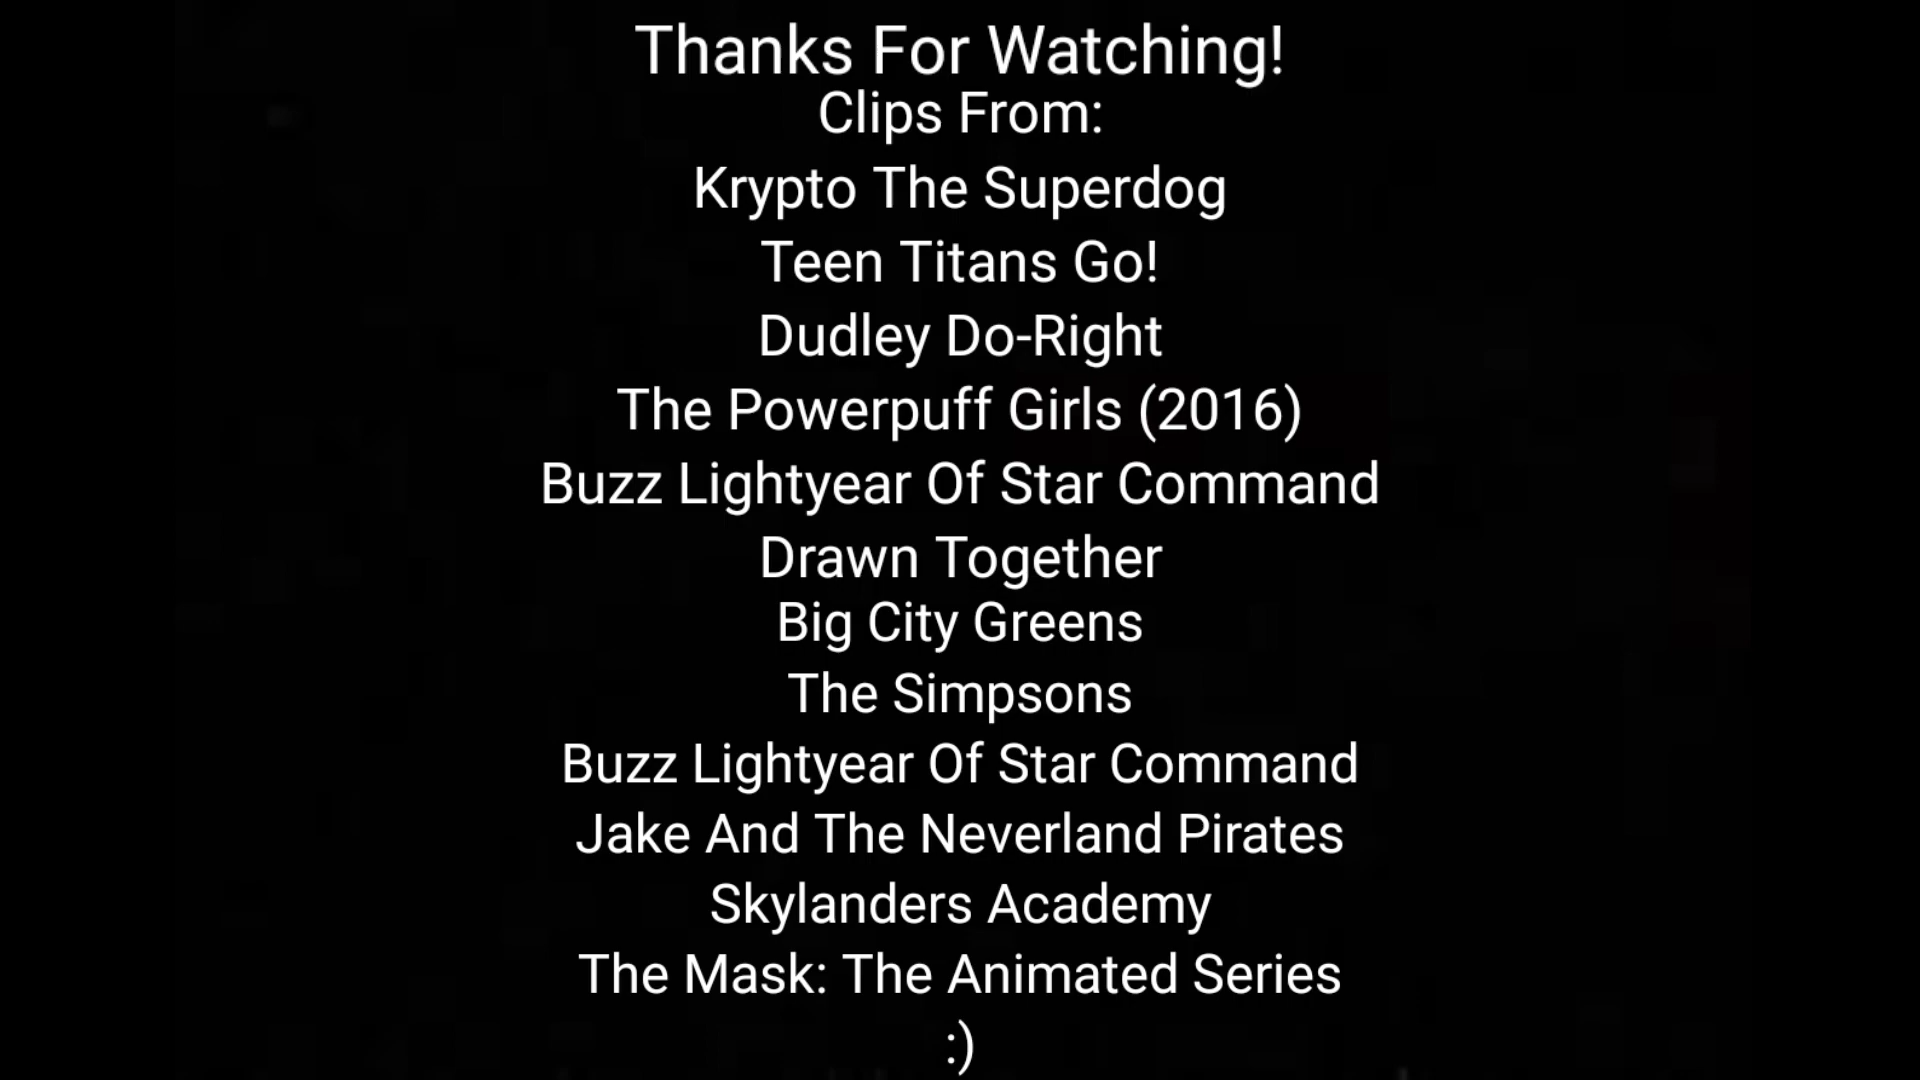 Thanks For Watching!
Clips From:
Krypto The Superdog
Teen Titans Go!
Dudley Do-Right
The Powerpuff Girls (2016)
Buzz Lightyear Of Star Command
Drawn Together
Big City Greens
The Simpsons
Buzz Lightyear Of Star Command
Jake And The Neverland Pirates
Skylanders Academy
The Mask: The Animated Series
:)